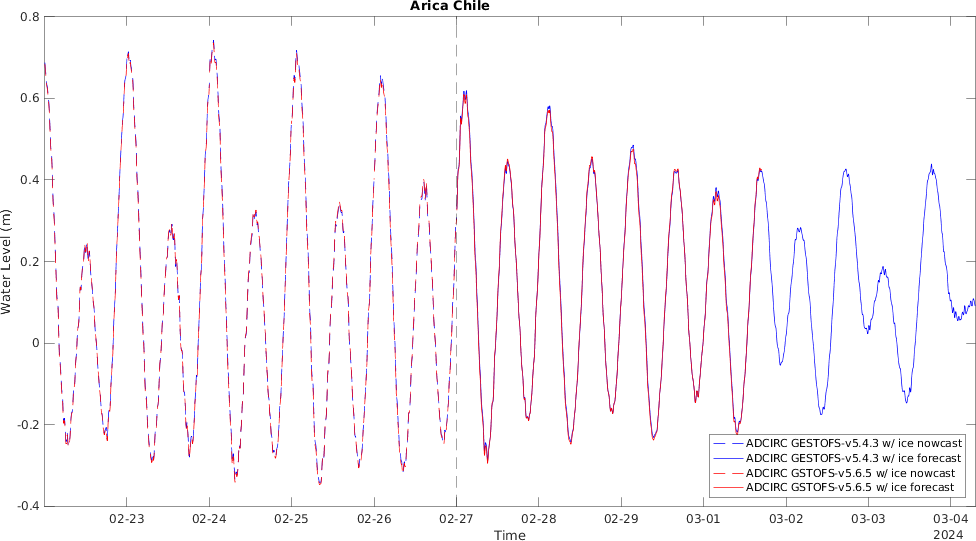 Arica Chile
0.8
0.6
0.4
0.2
0
-0.2
-0.4
Water Level (m)
02-23 02-24 02-25 02-26 02-27 02-28 02-29 03-01 03-02 03-03 03-04
Time
2024
ADCIRC GESTOFS-v5.4.3 w/ ice nowcast
ADCIRC GESTOFS-v5.4.3 w/ ice forecast
ADCIRC GSTOFS-v5.6.5 w/ ice nowcast
ADCIRC GSTOFS-v5.6.5 w/ ice forecast